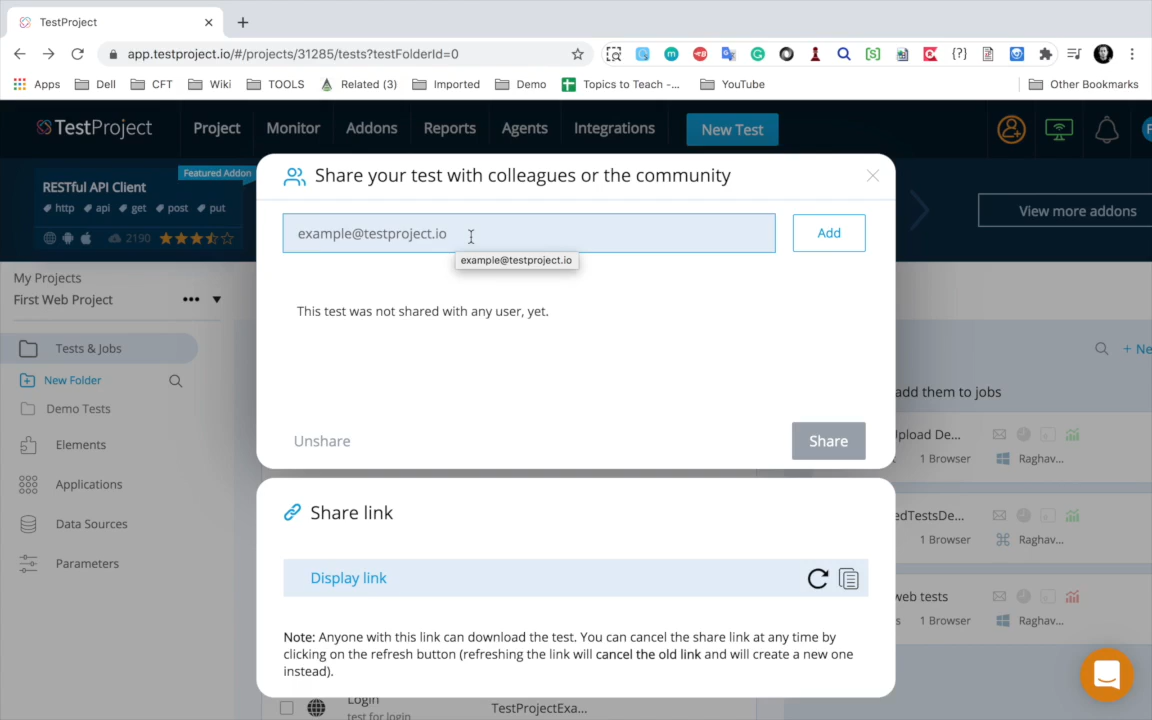 TestProject
app.testproject.io/#/projects/31285/tests?testFolderId=0
Apps
Dell
CFT
Wiki
TOOLS
Related (3)
Imported
Demo
Topics to Teach -...
YouTube
Other Bookmarks
TestProject
Project
Monitor
Addons
Reports
Agents
Integrations
New Test
Featured Addon
RESTful API Client
http api get post put
2190
View more addons
Share your test with colleagues or the community
example@testproject.io
Add
example@testproject.io
This test was not shared with any user, yet.
Unshare
Share
Share link
Display link
Note: Anyone with this link can download the test. You can cancel the share link at any time by
clicking on the refresh button (refreshing the link will cancel the old link and will create a new one
instead).
My Projects
First Web Project
Tests & Jobs
New Folder
Demo Tests
Elements
Applications
Data Sources
Parameters
+ Ne
add them to jobs
pload De...
1 Browser
Raghav...
edTestsDe...
1 Browser
Raghav...
web tests
s
1 Browser
Raghav...
Login
test for login
TestProjectExa...